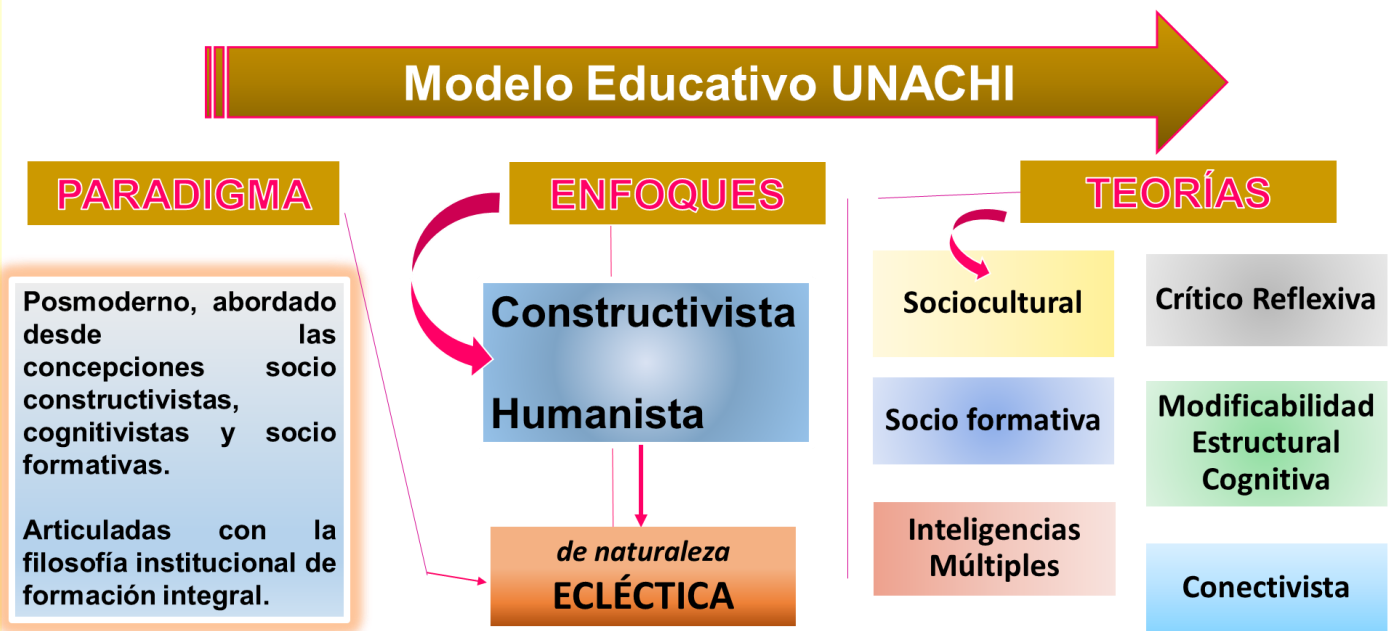 Modelo Educativo UNACHI
PARADIGMA
Posmoderno, abordado
desde las
concepciones socio
constructivistas,
cognitivistas y socio
formativas.
Articuladas con la
filosofía institucional de
formación integral.
ENFOQUES
Constructivista
Humanista
de naturaleza
ECLÉCTICA
TEORÍAS
Sociocultural
Crítico Reflexiva
Socio formativa
Modificabilidad
Estructural
Cognitiva
Inteligencias
Múltiples
Conectivista